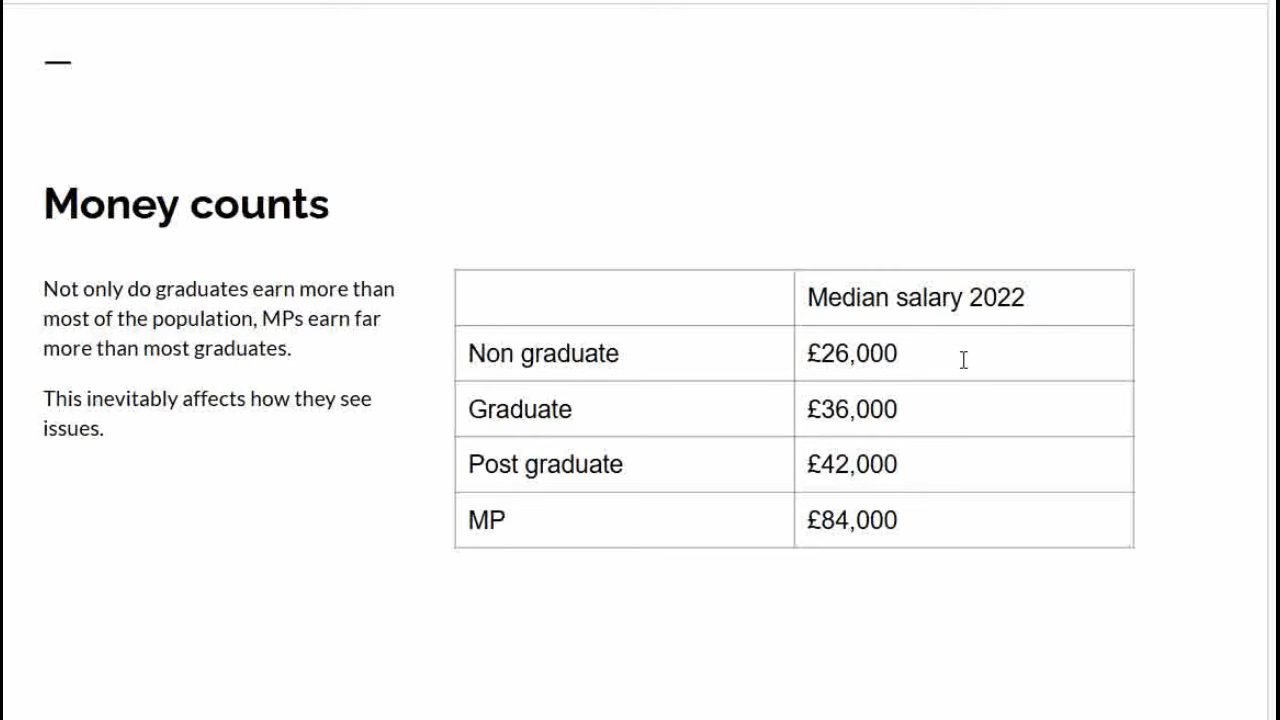 —
Money counts
Not only do graduates earn more than
most of the population, MPs earn far
more than most graduates.
This inevitably affects how they see
issues.
Median salary 2022
Non graduate £26,000
Graduate £36,000
Post graduate £42,000
MP £84,000